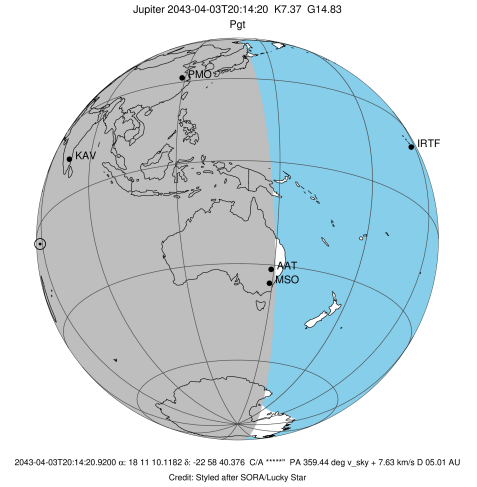 Jupiter 2043-04-03T20:14:20 K7.37 G14.83
Pgt
PMO
IRTF
KAV
AAT
MSO
2043-04-03T20:14:20.9200 α: 18 11 10.1182 δ: -22 58 40.376 C/A *****" PA 359.44 deg v_sky + 7.63 km/s D 05.01 AU
Credit: Styled after SORA/Lucky Star